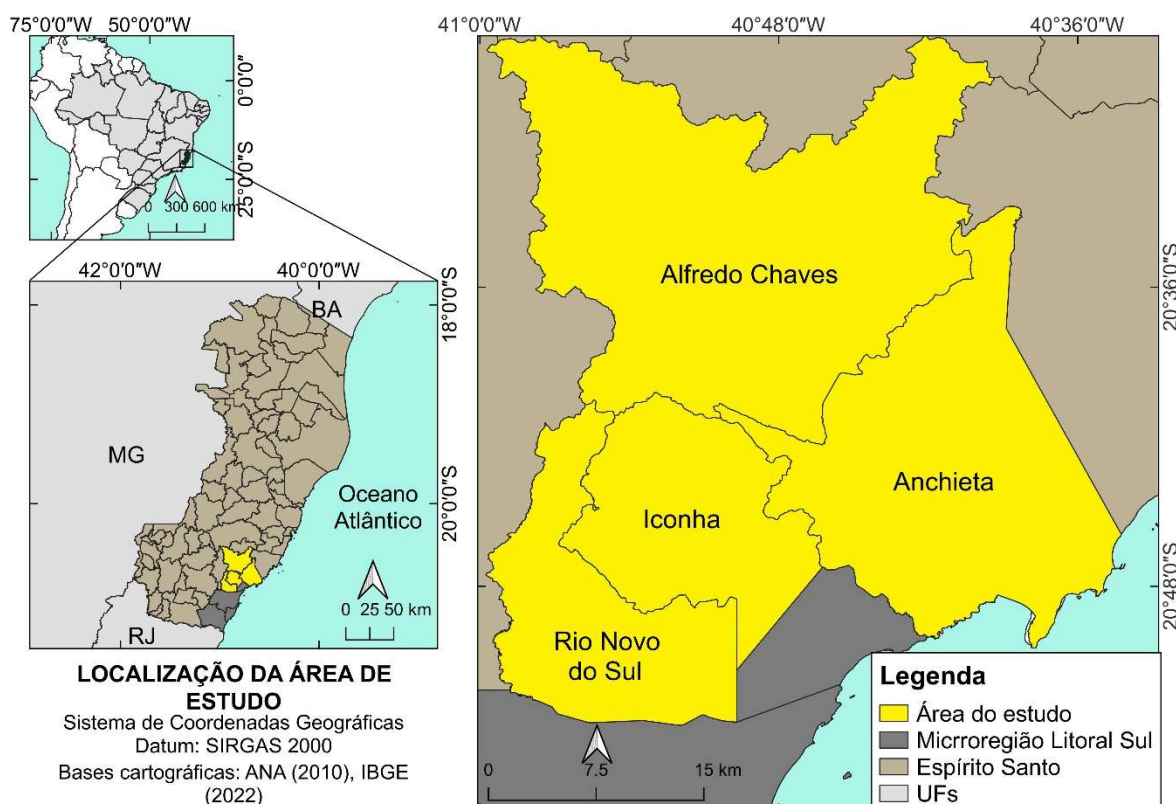 75°0'0"W 50°0'0"W
0°0'0"
25°0'0"S
0 300 600 km
42°0'0"W 40°0'0"W
18°0'0"S
20°0'0"S
BA
MG
Oceano
Atlântico
RJ
0 25 50 km
LOCALIZAÇÃO DA ÁREA DE
ESTUDO
Sistema de Coordenadas Geográficas
Datum: SIRGAS 2000
Bases cartográficas: ANA (2010), IBGE
(2022)
41°0'0"W 40°48'0"W 40°36'0"W
20°36'0"S
20°48'0"S
Alfredo Chaves
Anchieta
Iconha
Rio Novo
do Sul
0 7.5 15 km
Legenda
Área do estudo
Micrroregião Litoral Sul
Espírito Santo
UFs